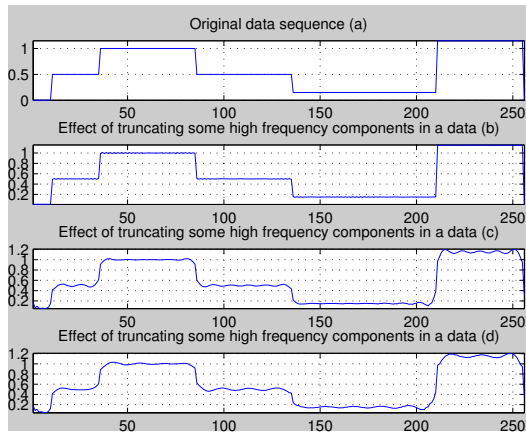 Original data sequence (a)
1
0.5
0
50 100 150 200 250
Effect of truncating some high frequency components in a data (b)
1
0.8
0.6
0.4
0.2
50 100 150 200 250
Effect of truncating some high frequency components in a data (c)
1.2
1
0.8
0.6
0.4
0.2
50 100 150 200 250
Effect of truncating some high frequency components in a data (d)
1.2
1
0.8
0.6
0.4
0.2
50 100 150 200 250